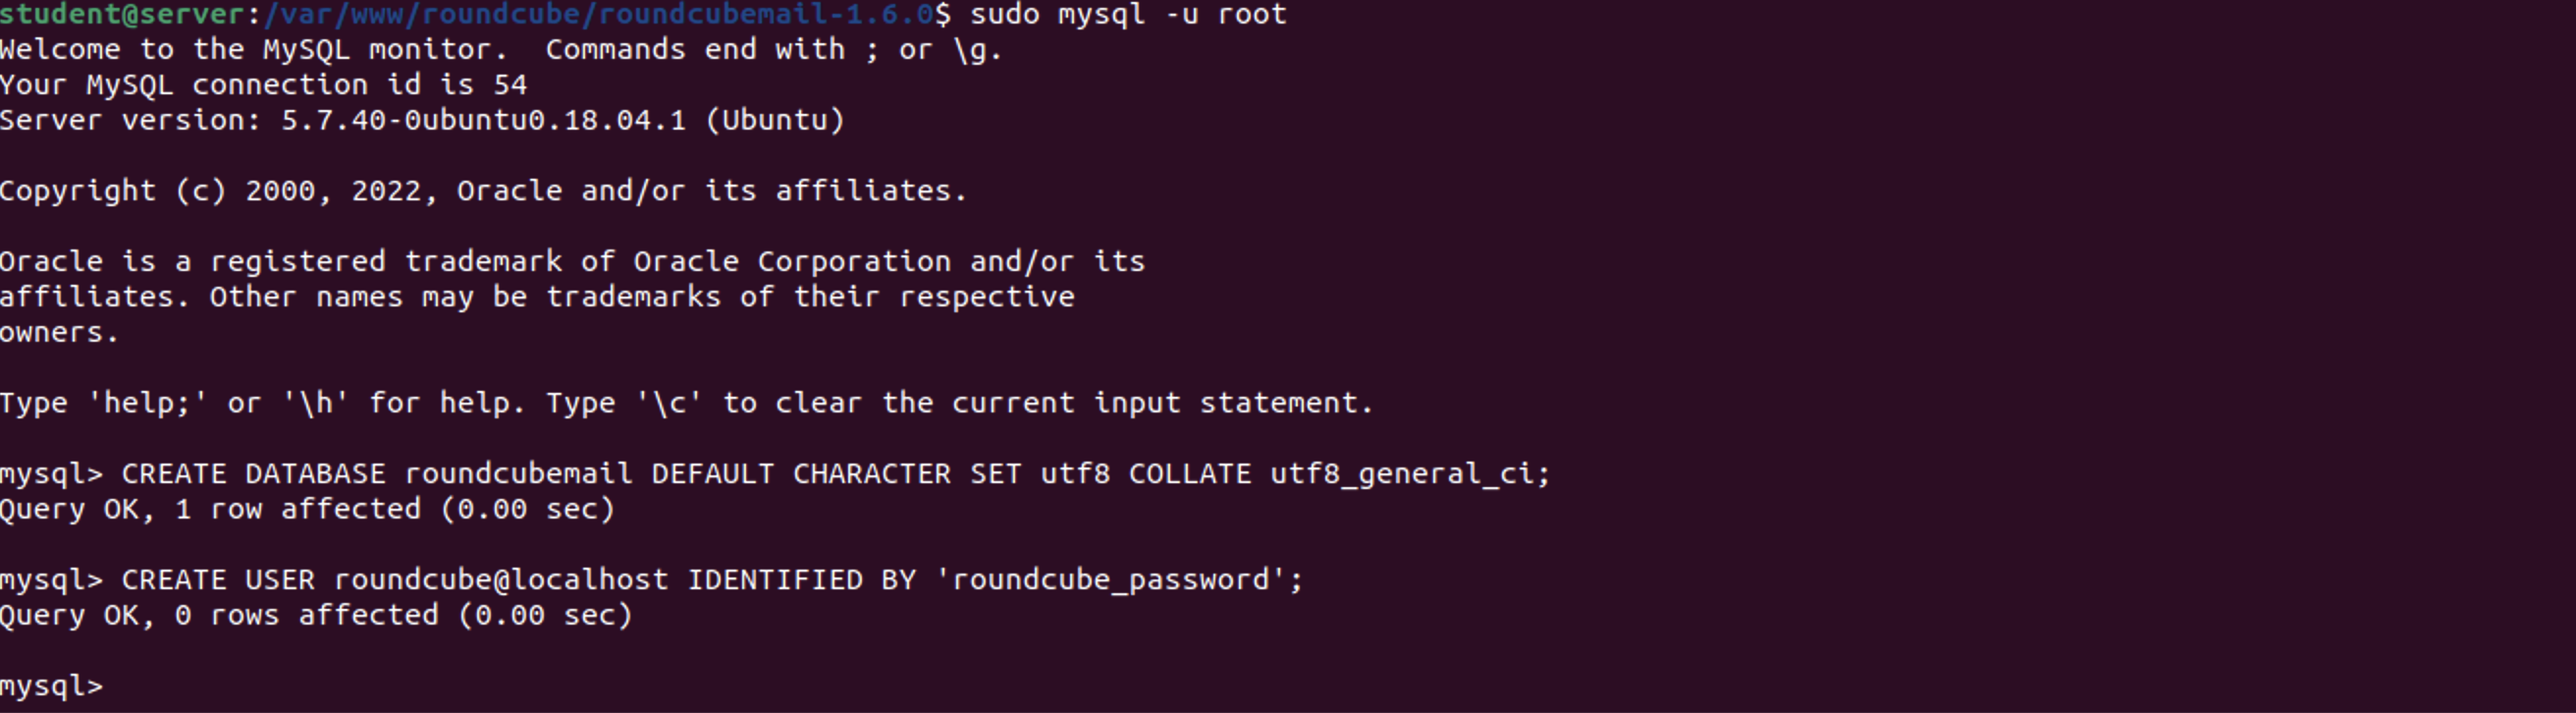 student@server:/var/www/roundcube/roundcubemail-1.6.0$ sudo mysql -u root
Welcome to the MySQL monitor.  Commands end with ; or \g.
Your MySQL connection id is 54
Server version: 5.7.40-0ubuntu0.18.04.1 (Ubuntu)
Copyright (c) 2000, 2022, Oracle and/or its affiliates.
Oracle is a registered trademark of Oracle Corporation and/or its
affiliates. Other names may be trademarks of their respective
owners.
Type 'help;' or '\h' for help. Type '\c' to clear the current input statement.
mysql> CREATE DATABASE roundcubemail DEFAULT CHARACTER SET utf8 COLLATE utf8_general_ci;
Query OK, 1 row affected (0.00 sec)
mysql> CREATE USER roundcube@localhost IDENTIFIED BY 'roundcube_password';
Query OK, 0 rows affected (0.00 sec)
mysql>